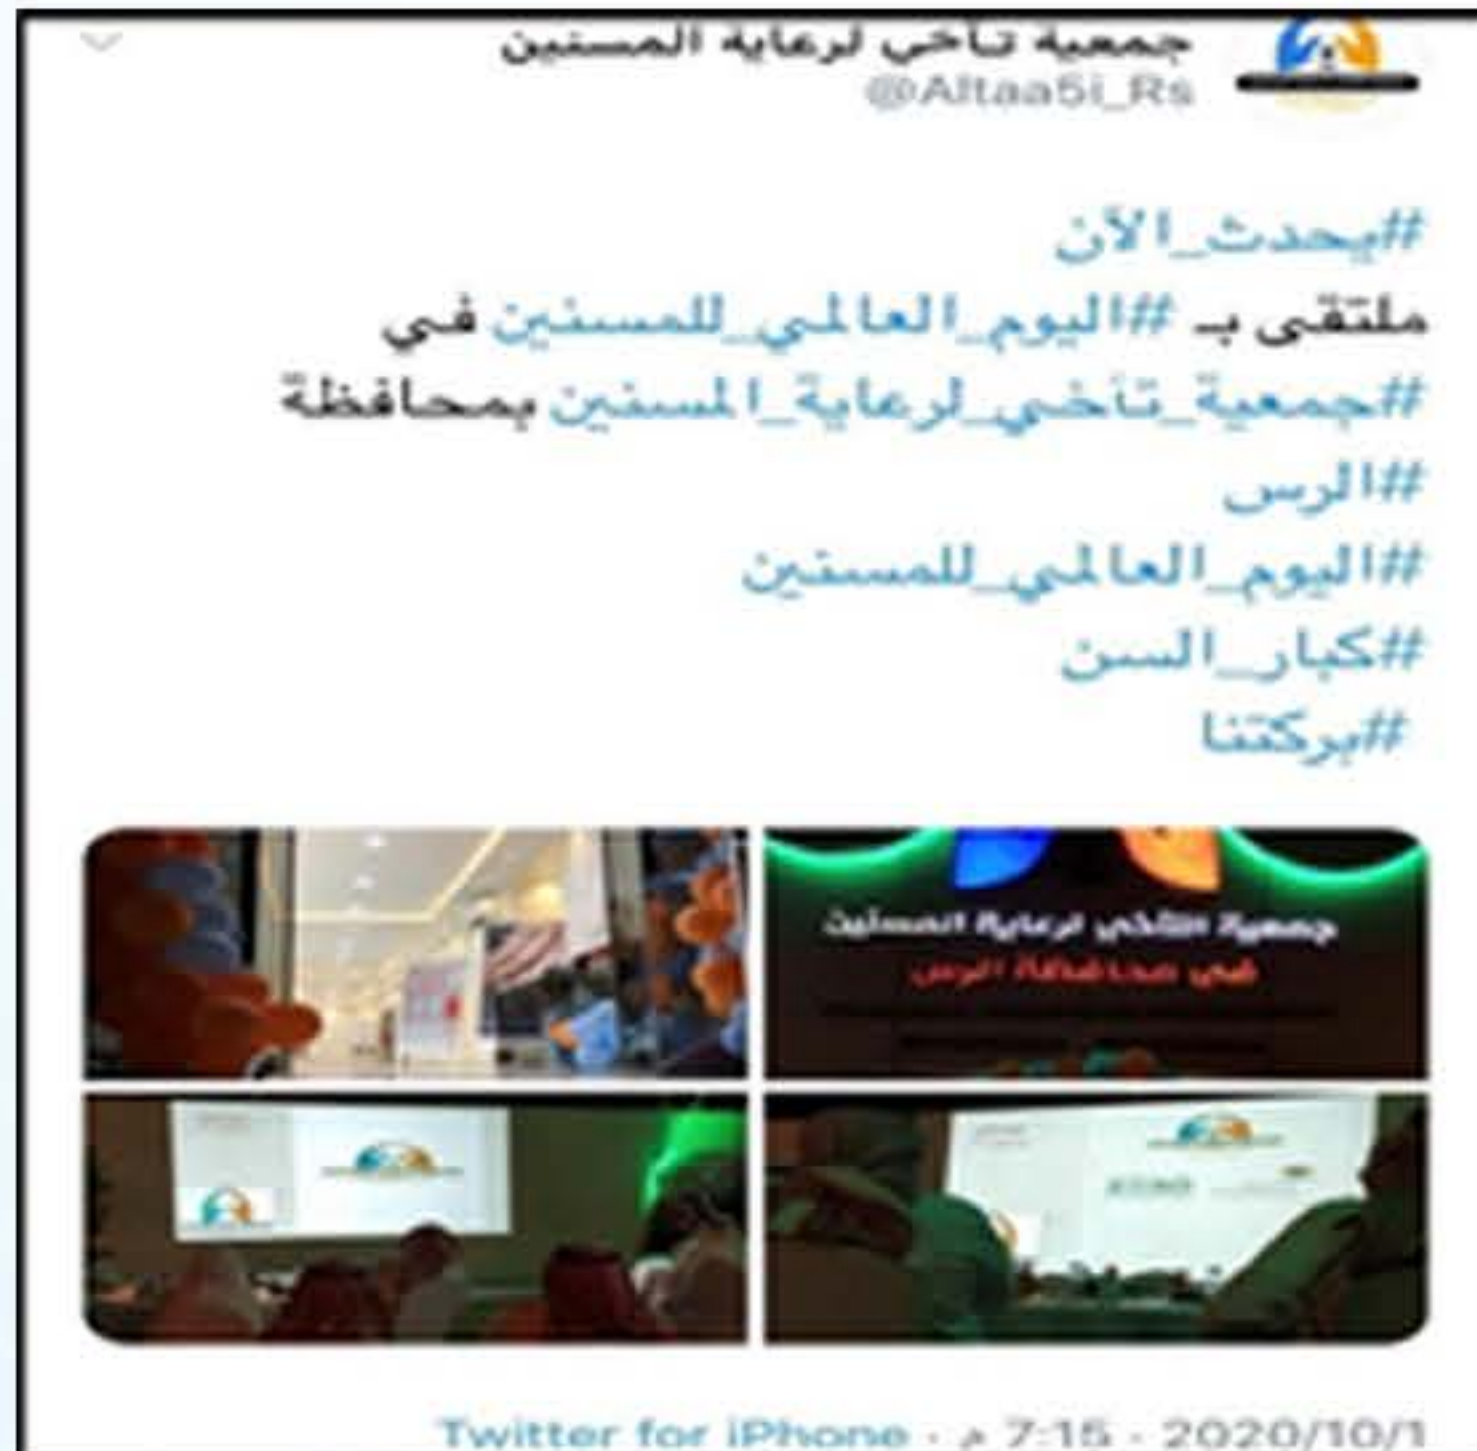 جمعية تآخي لرعاية المسنين
@Altaa5i_Rs
#يحدث_الآن
ملتقى بـ #اليوم_العالمي_للمسنين في
#جمعية_تآخي_لرعاية_المسنين بمحافظة
#الرس
#اليوم_العالمي_للمسنين
#كبار_السن
#بركتنا
جمعية التآخي لرعاية المسنين
في محافظة الرس
2020/10/1 · 7:15 م · Twitter for iPhone